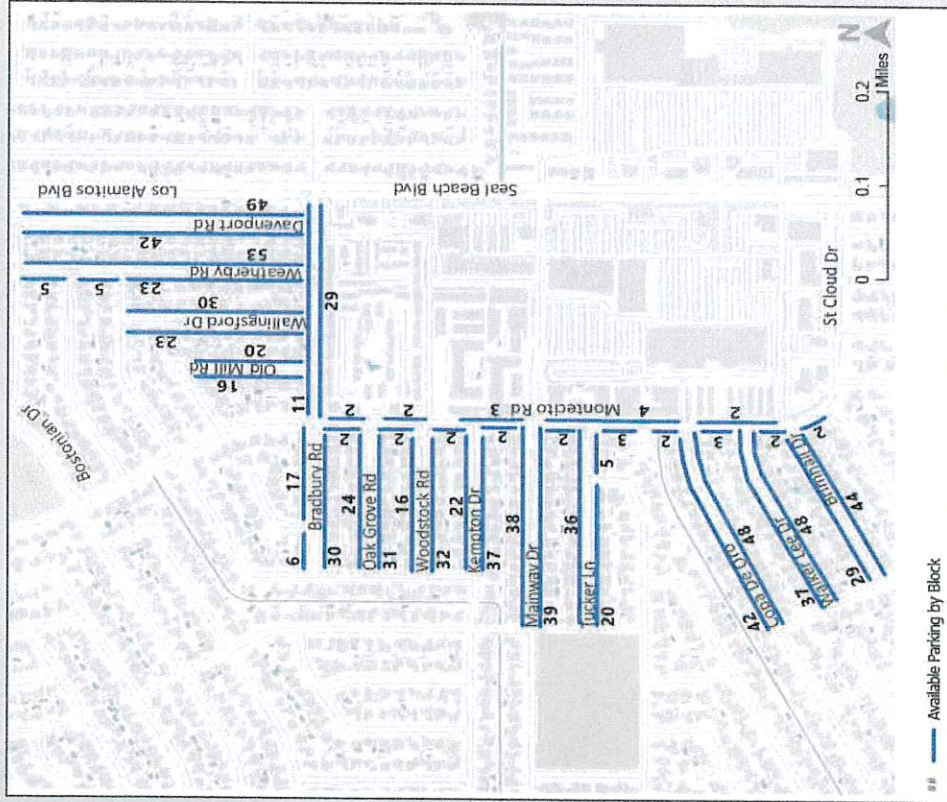 Los Alamitos Blvd
49
Davenport Rd
42
53
Weatherby Rd
5
5
23
30
Wallingsford Dr
23
20
Old Mill Rd
16
Bostonian Dr
29
11
17
6
Bradbury Rd
30
2
2
24
Oak Grove Rd
31
2
2
16
Woodstock Rd
32
2
22
Kempton Dr
37
3
2
38
Mainway Dr
39
Montecito Rd
4
2
36
Tucker Ln
20
5
3
2
2
3
48
Copa De Oro
42
2
48
Walker Lee Dr
37
2
Brimhall Dr
44
29
Seal Beach Blvd
St Cloud Dr
0
0.1
0.2
Miles
N
##
Available Parking by Block